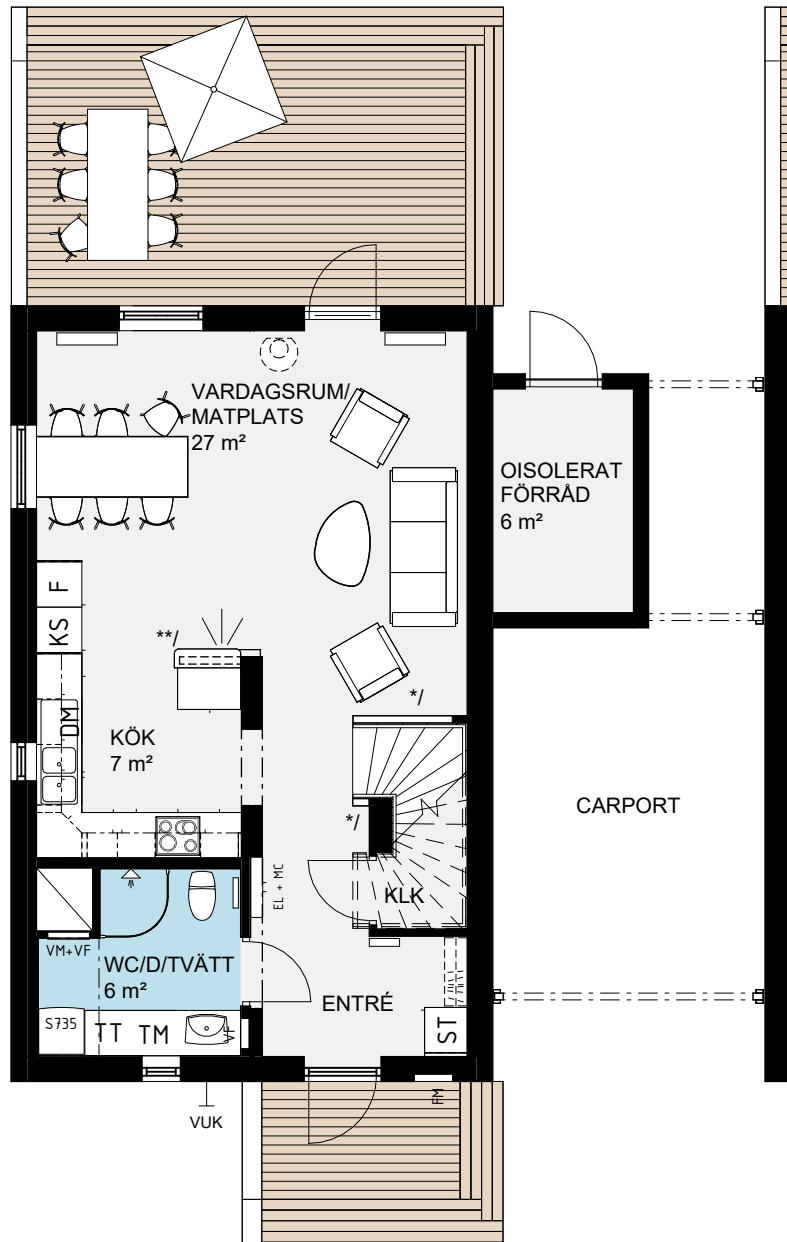 VARDAGSRUM/
MATPLATS
27 m²
OISOLERAT
FÖRRÅD
6 m²
F
KS
**/
*/
DM
KÖK
7 m²
CARPORT
*/
EL + MC
KLK
VM+VF
WC/D/TVÄTT
6 m²
ENTRÉ
S735
TT
TM
VF
ST
FM
VUK